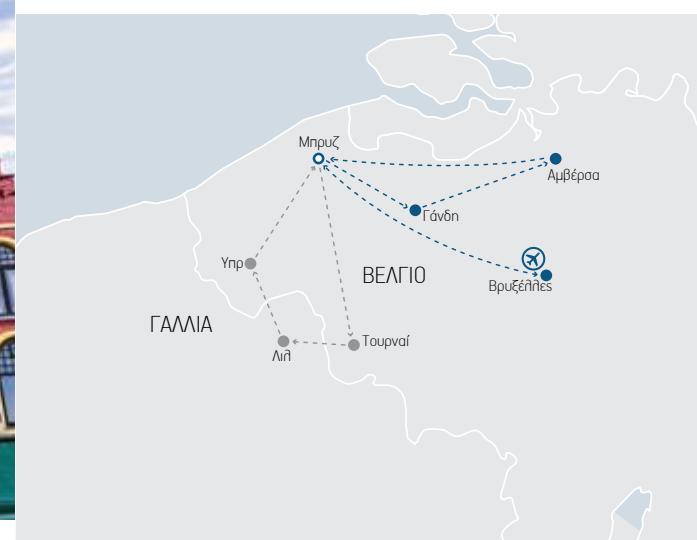 Μπρυζ
Αμβέρσα
Γάνδη
Υπρ
ΒΕΛΓΙΟ
Βρυξέλλες
ΓΑΛΛΙΑ
Τουρναί
Λιλ